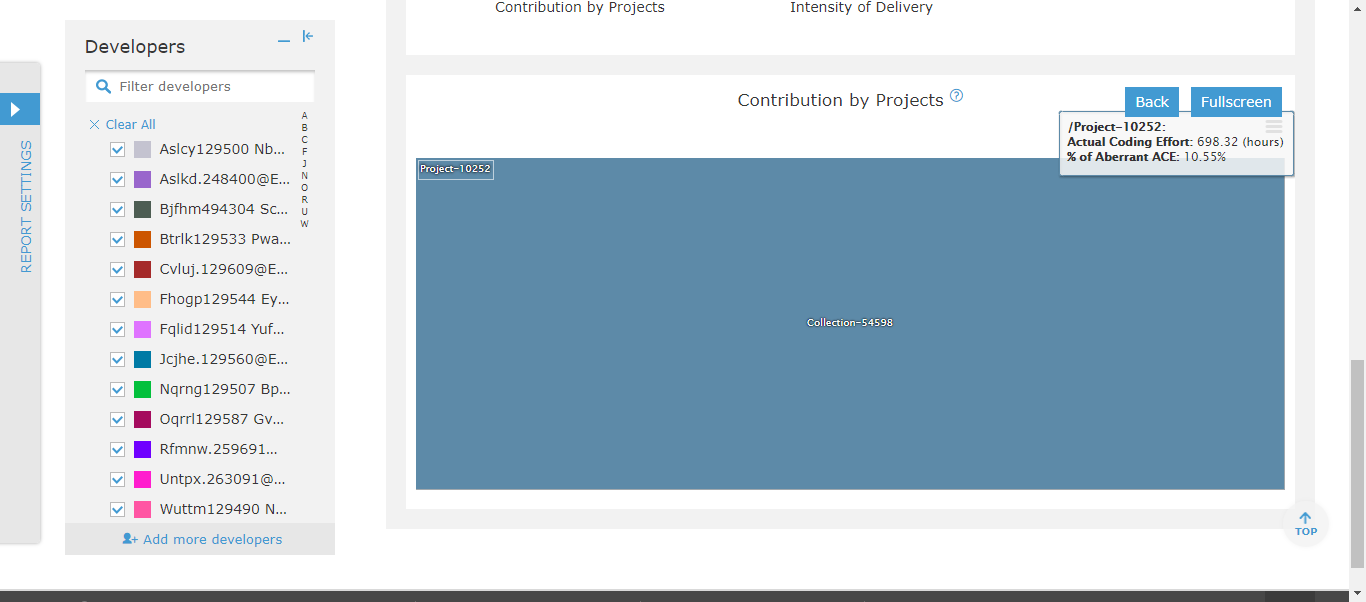 Contribution by Projects
Intensity of Delivery
REPORT SETTINGS
Developers
Filter developers
Clear All
A
B
C
F
J
N
O
R
U
W
Aslcy129500 Nb...
Aslkd.248400@E...
Bjfhm494304 Sc...
Btrlk129533 Pwa...
Cvluj.129609@E...
Fhogp129544 Ey...
Fqlid129514 Yuf...
Jcjhe.129560@E...
Nqrng129507 Bp...
Oqrrl129587 Gv...
Rfmnw.259691...
Untpx.263091@...
Wuttm129490 N...
Add more developers
Contribution by Projects ?
Back
Fullscreen
/Project-10252:
Actual Coding Effort: 698.32 (hours)
% of Aberrant ACE: 10.55%
Project-10252
Collection-54598
TOP